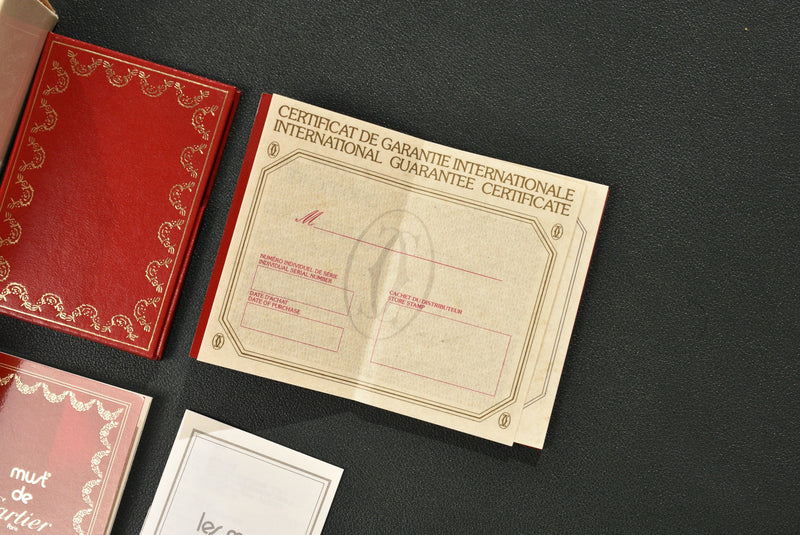 CERTIFICAT DE GARANTIE INTERNATIONALE
INTERNATIONAL GUARANTEE CERTIFICATE
M
NUMÉRO INDIVIDUEL DE SÉRIE
INDIVIDUAL SERIAL NUMBER
DATE D'ACHAT
DATE OF PURCHASE
CACHET DU DISTRIBUTEUR
STORE STAMP
must
de
Cartier
Paris
les